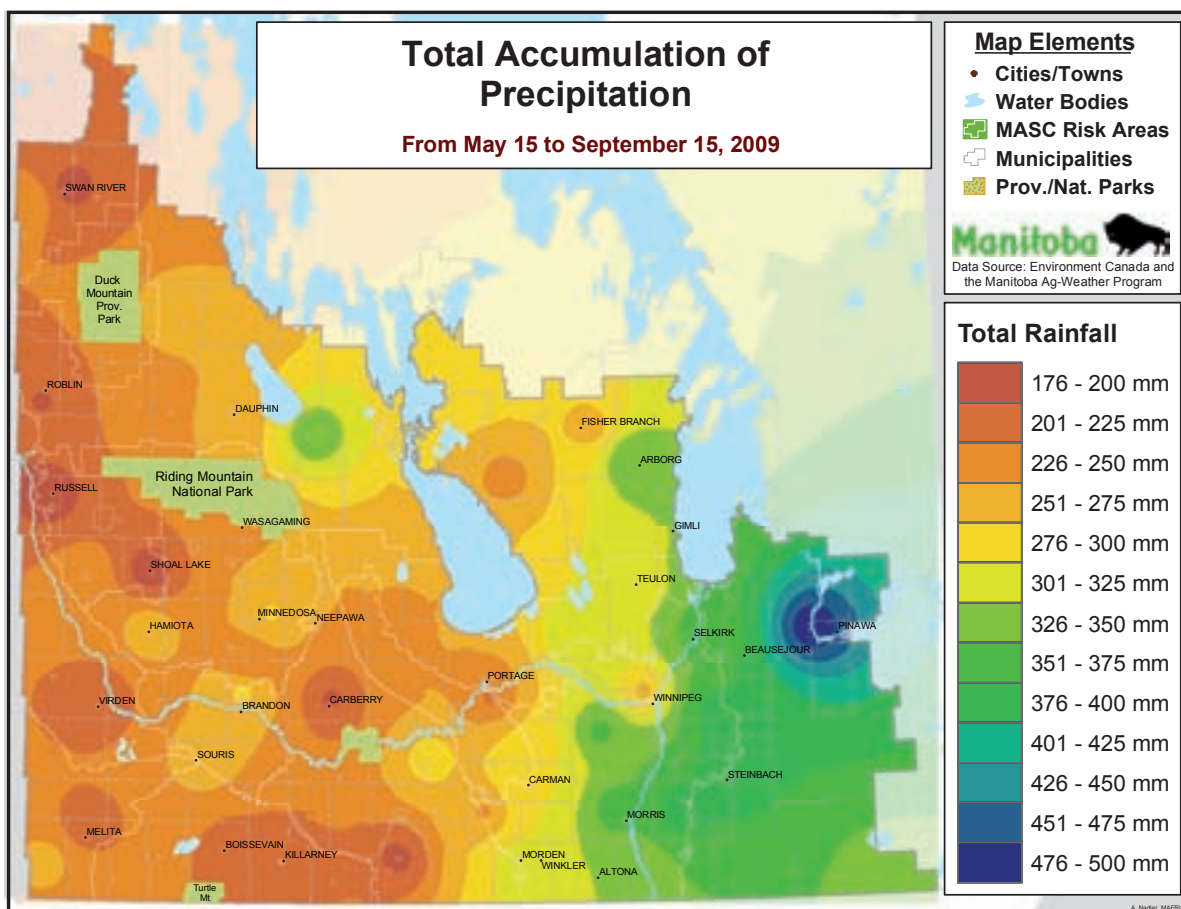 Total Accumulation of
Precipitation
From May 15 to September 15, 2009
Map Elements
Cities/Towns
Water Bodies
MASC Risk Areas
Municipalities
Prov./Nat. Parks
Manitoba
Data Source: Environment Canada and
the Manitoba Ag-Weather Program
Total Rainfall
176 - 200 mm
201 - 225 mm
226 - 250 mm
251 - 275 mm
276 - 300 mm
301 - 325 mm
326 - 350 mm
351 - 375 mm
376 - 400 mm
401 - 425 mm
426 - 450 mm
451 - 475 mm
476 - 500 mm
SWAN RIVER
Duck
Mountain
Prov.
Park
ROBLIN
DAUPHIN
FISHER BRANCH
ARBORG
Riding Mountain
National Park
RUSSELL
WASAGAMING
GIMLI
SHOAL LAKE
TEULON
MINNEDOSA
NEEPAWA
HAMIOTA
SELKIRK
PINAWA
BEAUSEJOUR
PORTAGE
VIRDEN
BRANDON
CARBERRY
WINNIPEG
SOURIS
CARMAN
STEINBACH
MORRIS
MELITA
BOISSEVAIN
KILLARNEY
MORDEN
WINKLER
ALTONA
Turtle
Mt.
A. Nadler, MAFRI